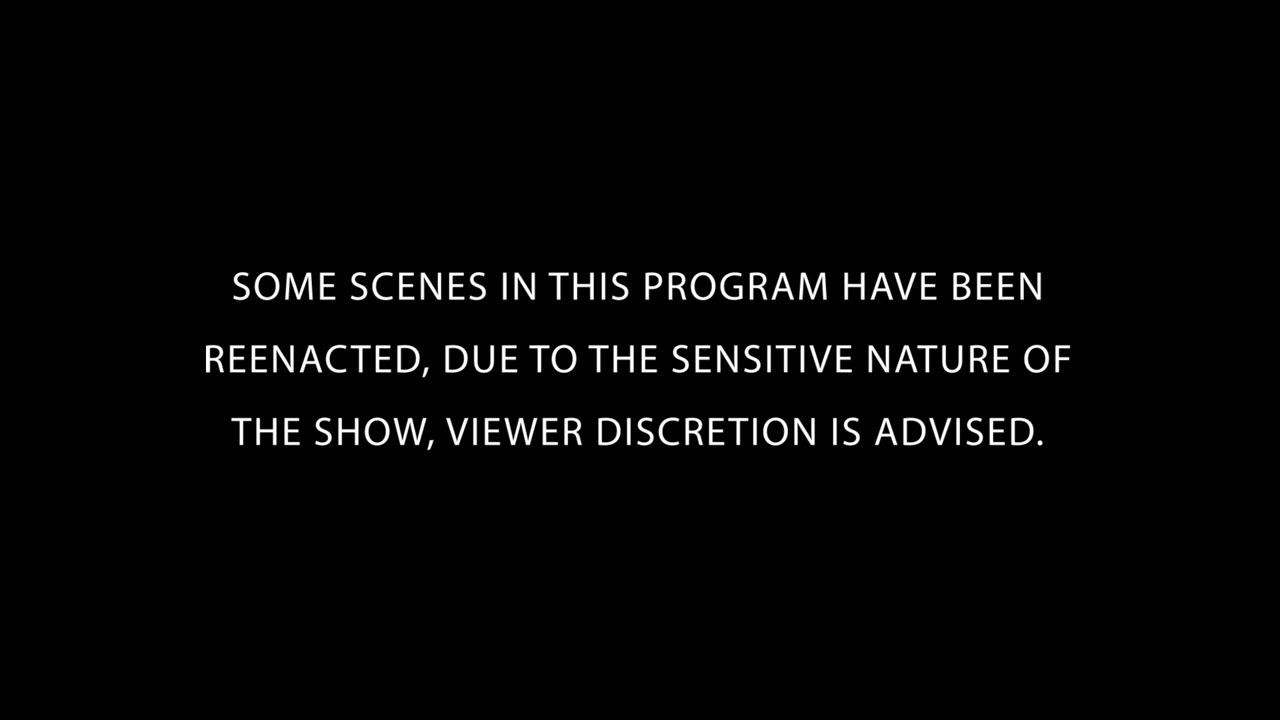 SOME SCENES IN THIS PROGRAM HAVE BEEN
REENACTED, DUE TO THE SENSITIVE NATURE OF
THE SHOW, VIEWER DISCRETION IS ADVISED.